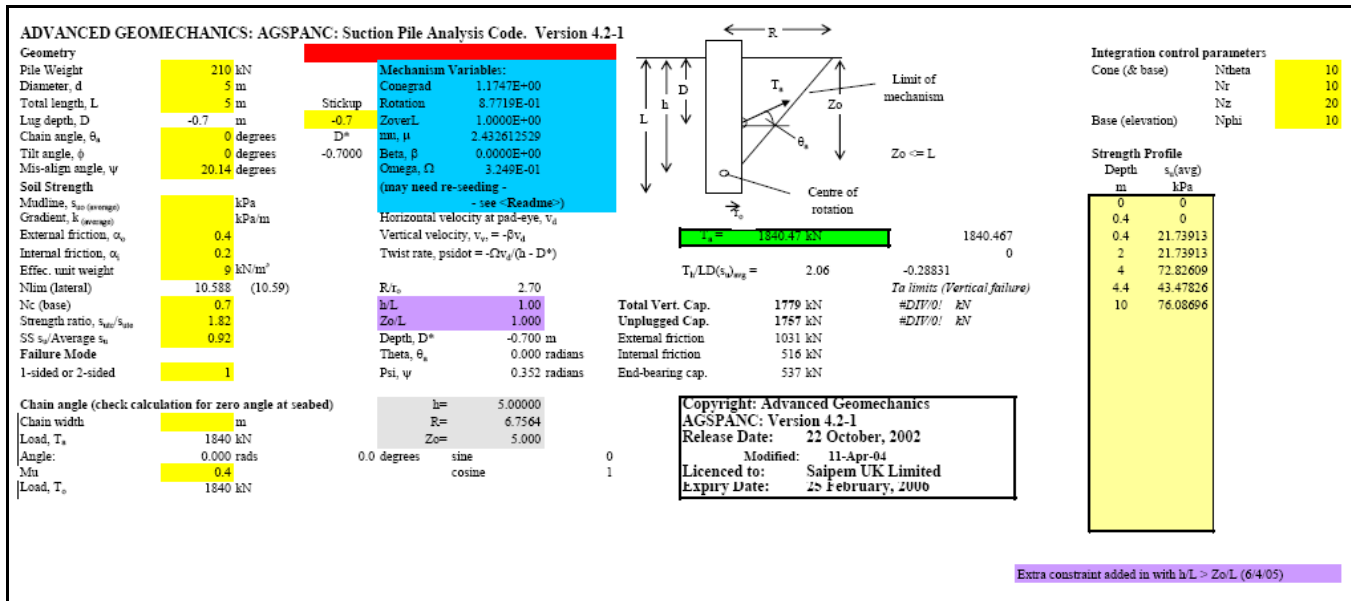 ADVANCED GEOMECHANICS: AGSPANC: Suction Pile Analysis Code. Version 4.2-1
Geometry
Pile Weight 210 kN
Diameter, d 5 m
Total length, L 5 m Stickup
Lug depth, D -0.7 m -0.7
Chain angle, θa 0 degrees D*
Tilt angle, ϕ 0 degrees -0.7000
Mis-align angle, ψ 20.14 degrees
Soil Strength
Mudline, suo (average) kPa
Gradient, k (average) kPa/m
External friction, αo 0.4
Internal friction, αi 0.2
Effec. unit weight 9 kN/m³
Nlim (lateral) 10.588 (10.59)
Nc (base) 0.7
Strength ratio, sutc/sute 1.82
SS su/Average su 0.92
Failure Mode
1-sided or 2-sided 1
Mechanism Variables:
Conegrad 1.1747E+00
Rotation 8.7719E-01
ZoverL 1.0000E+00
mu, μ 2.432612529
Beta, β 0.0000E+00
Omega, Ω 3.249E-01
(may need re-seeding -
- see <Readme>)
Horizontal velocity at pad-eye, vd
Vertical velocity, vv, = -βvd
Twist rate, psidot = -Ωvd/(h - D*)
R/ro 2.70
h/L 1.00
Zo/L 1.000
Depth, D* -0.700 m
Theta, θa 0.000 radians
Psi, ψ 0.352 radians
R
L
h
D
Ta
θa
Zo
Limit of
mechanism
Zo <= L
Centre of
rotation
ro
Ta = 1840.47 kN 1840.467
0
Th/LD(su)avg = 2.06 -0.28831
Ta limits (Vertical failure)
Total Vert. Cap. 1779 kN #DIV/0! kN
Unplugged Cap. 1757 kN #DIV/0! kN
External friction 1031 kN
Internal friction 516 kN
End-bearing cap. 537 kN
Integration control parameters
Cone (& base) Ntheta 10
Nr 10
Nz 20
Base (elevation) Nphi 10
Strength Profile
Depth su(avg)
m kPa
0 0
0.4 0
0.4 21.73913
2 21.73913
4 72.82609
4.4 43.47826
10 76.08696
Chain angle (check calculation for zero angle at seabed)
Chain width m
Load, Ta 1840 kN
Angle: 0.000 rads 0.0 degrees sine 0
Mu 0.4 cosine 1
Load, To 1840 kN
h= 5.00000
R= 6.7564
Zo= 5.000
Copyright: Advanced Geomechanics
AGSPANC: Version 4.2-1
Release Date: 22 October, 2002
Modified: 11-Apr-04
Licenced to: Saipem UK Limited
Expiry Date: 25 February, 2006
Extra constraint added in with h/L > Zo/L (6/4/05)